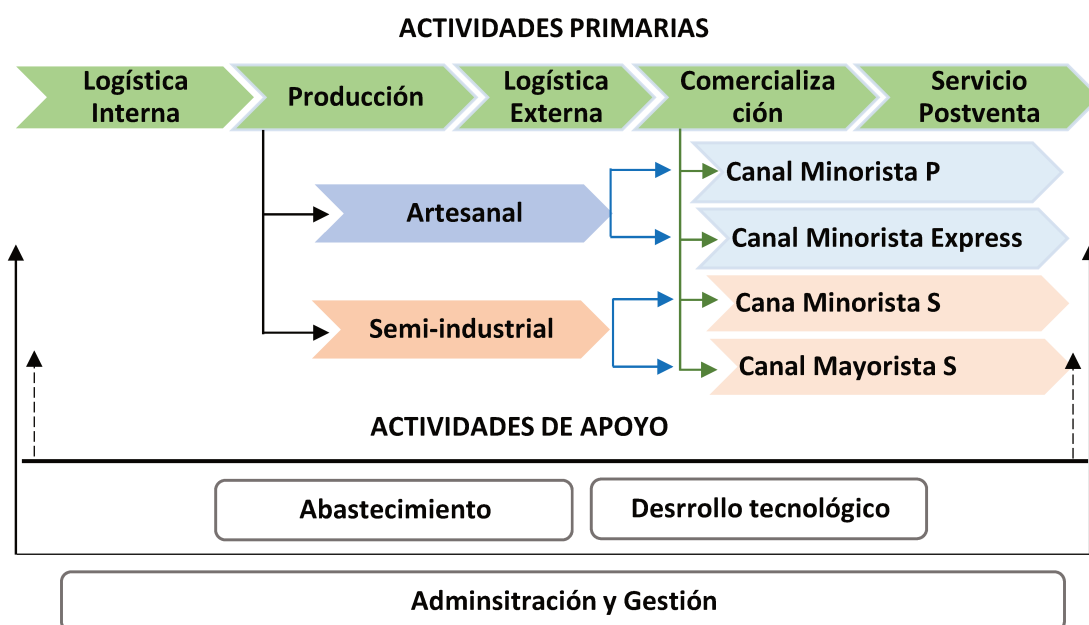 ACTIVIDADES PRIMARIAS
Logística
Interna
Producción
Logística
Externa
Comercializa
ción
Servicio
Postventa
Canal Minorista P
Artesanal
Canal Minorista Express
Cana Minorista S
Semi-industrial
Canal Mayorista S
ACTIVIDADES DE APOYO
Abastecimiento
Desrrollo tecnológico
Adminsitración y Gestión